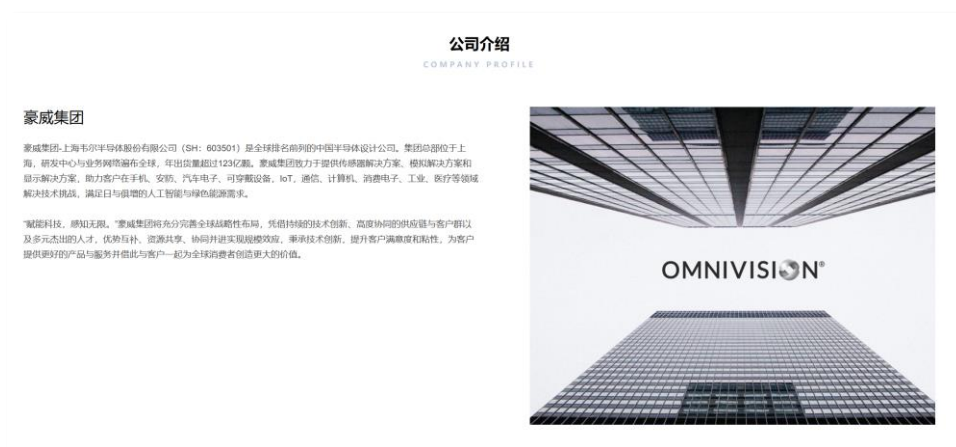 公司介绍
COMPANY PROFILE
豪威集团
豪威集团-上海韦尔半导体股份有限公司（SH：603501）是全球排名前列的中国半导体设计公司。集团总部位于上
海，研发中心与业务网络遍布全球，年出货量超过123亿颗。豪威集团致力于提供传感器解决方案、模拟解决方案和
显示解决方案，助力客户在手机、安防、汽车电子、可穿戴设备、IoT，通信、计算机、消费电子、工业、医疗等领域
解决技术挑战，满足日与俱增的人工智能与绿色能源需求。
“赋能科技，感知无限。”豪威集团将充分完善全球战略性布局，凭借持续的技术创新、高度协同的供应链与客户群以
及多元杰出的人才，优势互补、资源共享、协同并进实现规模效应，秉承技术创新，提升客户满意度和粘性，为客户
提供更好的产品与服务并借此与客户一起为全球消费者创造更大的价值。
OMNIVISION®